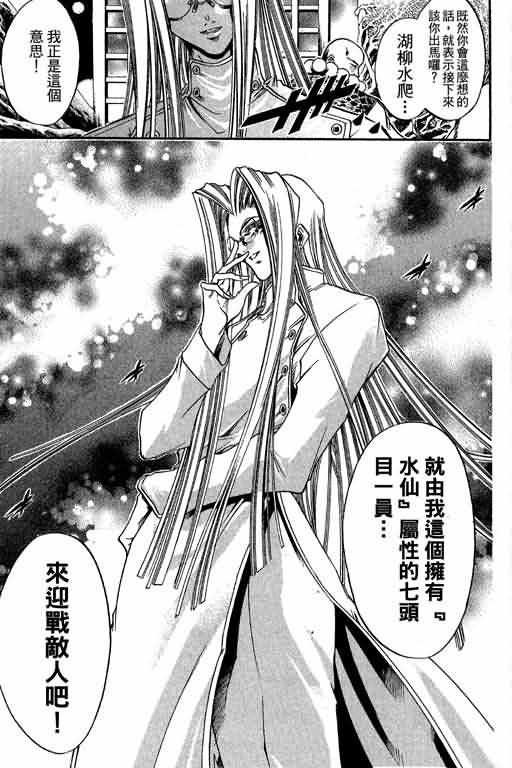 既然你會這麼想的
話，就表示接下來
該你出馬囉？
湖柳水爬…
我正是這個
意思！
就由我這個擁有『
水仙』屬性的七頭
目一員…
來迎戰敵人吧！